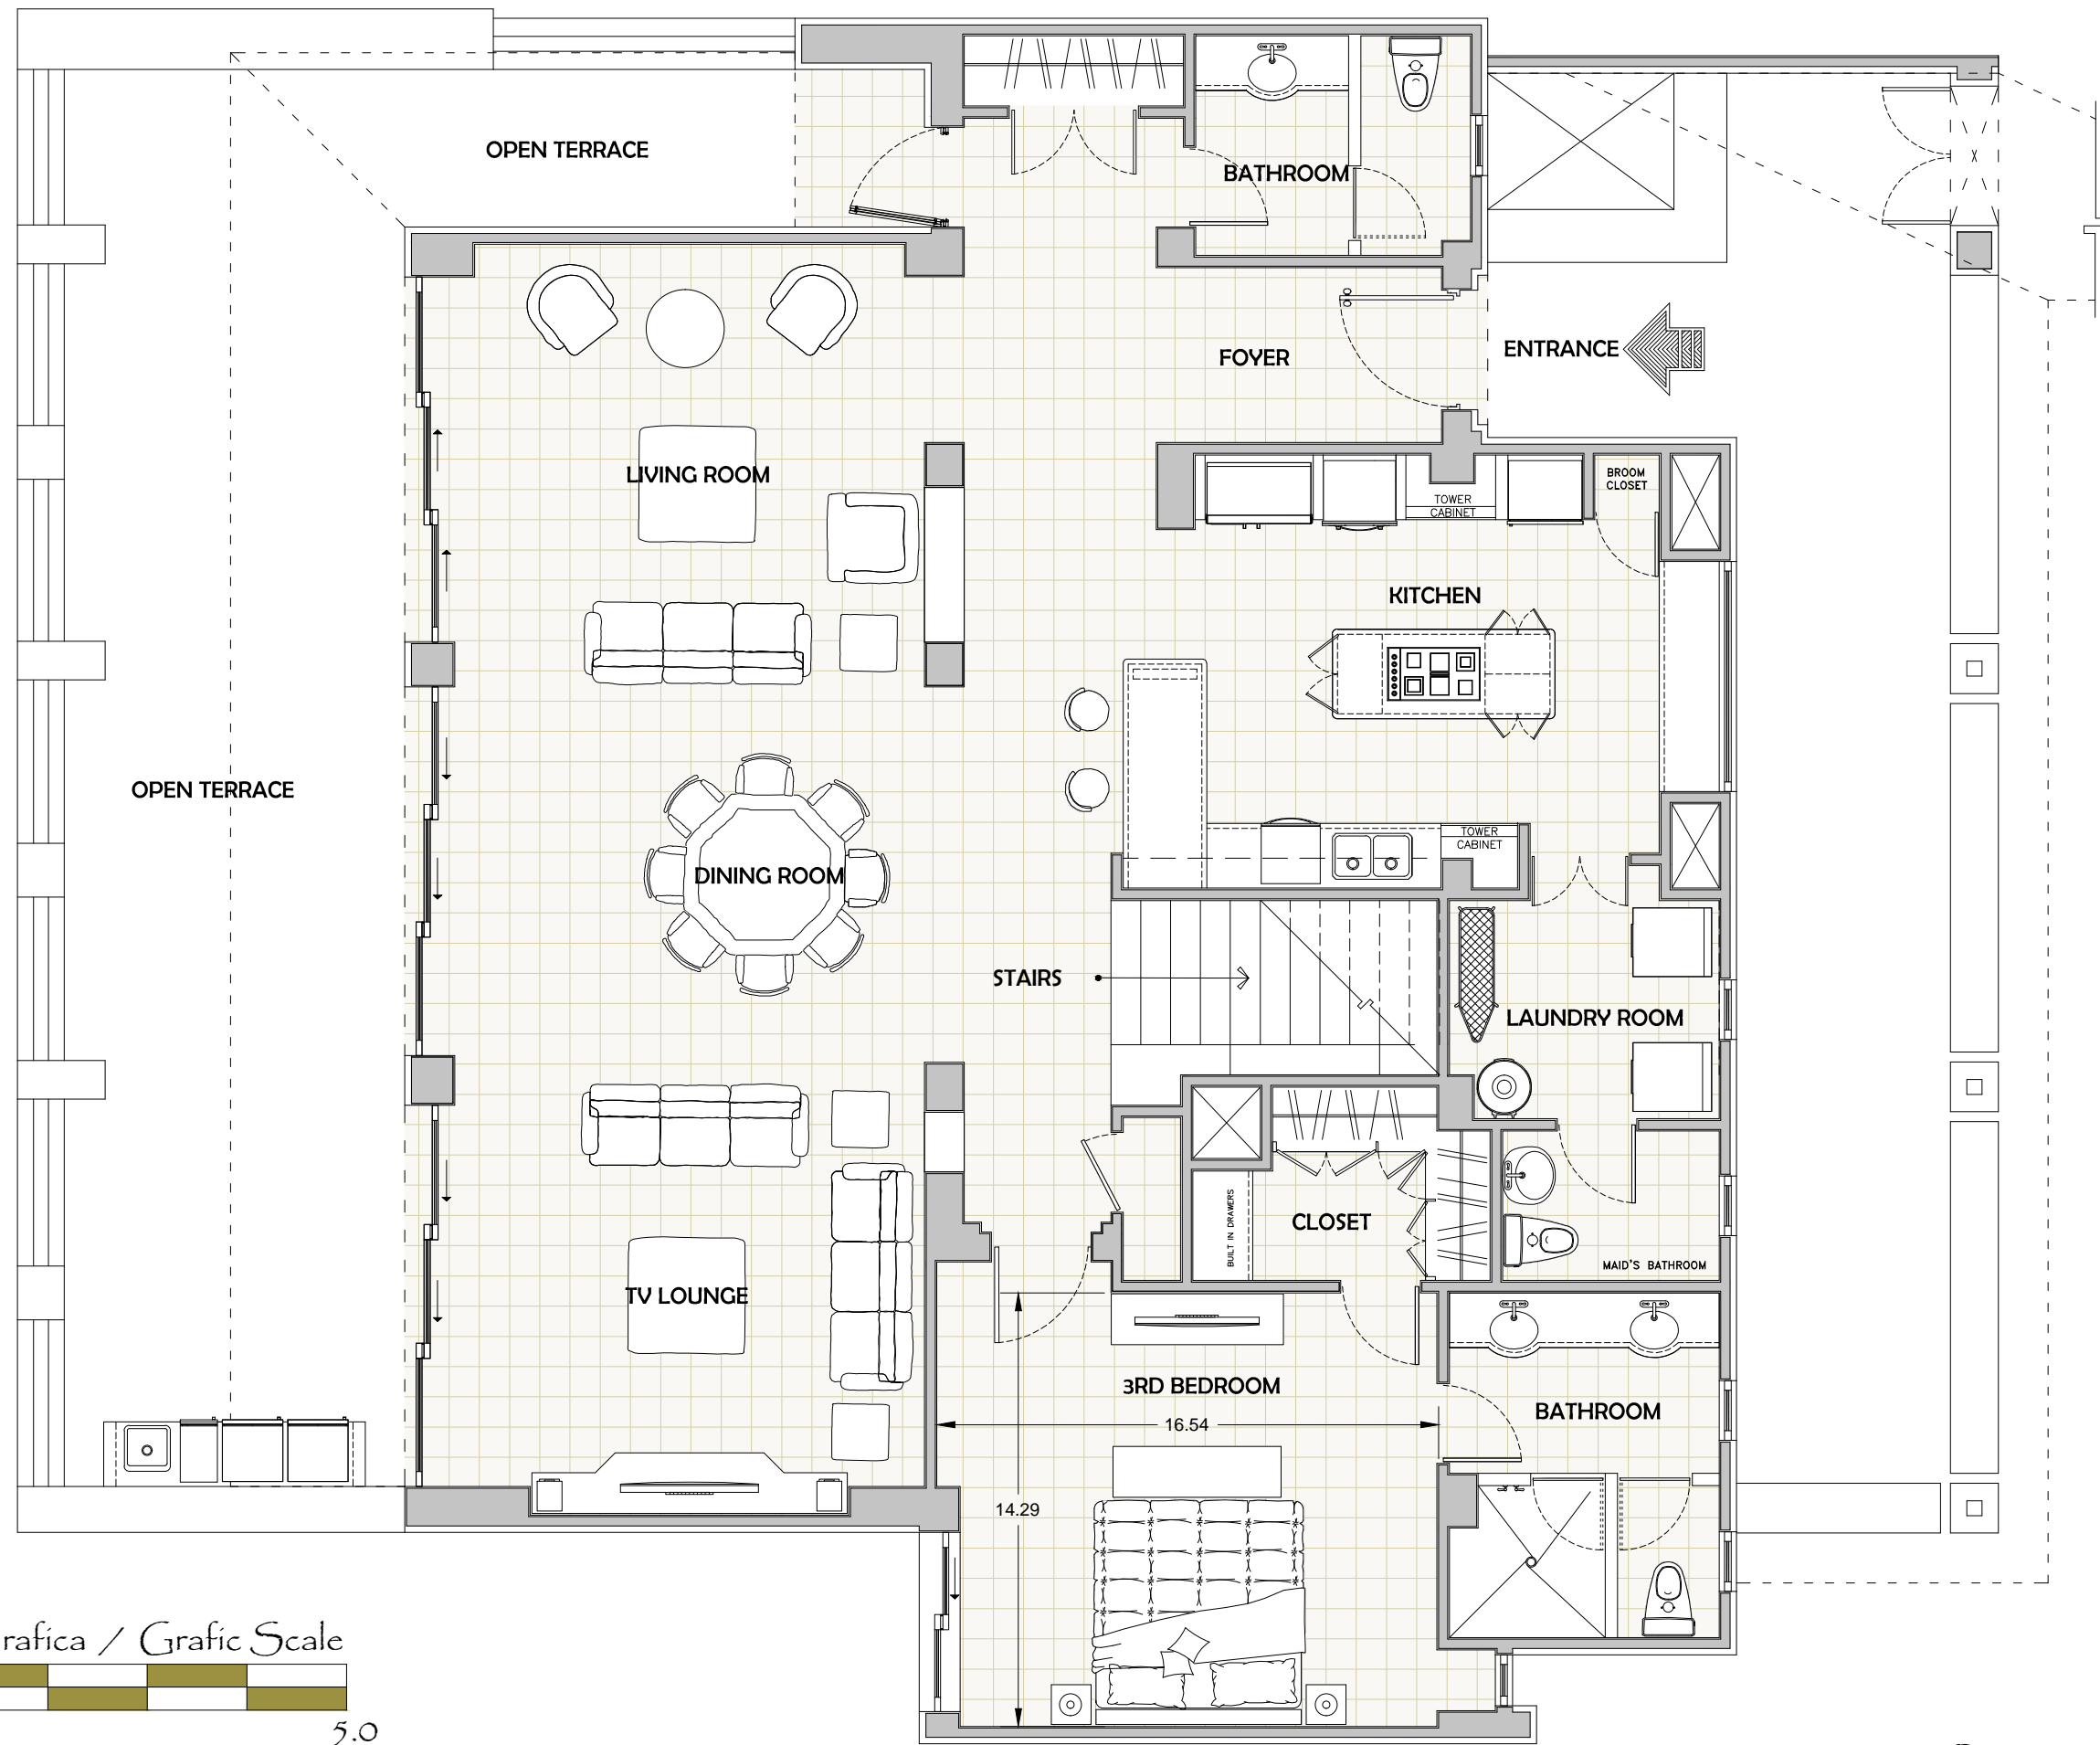 OPEN TERRACE
BATHROOM
ENTRANCE
FOYER
LIVING ROOM
BROOM
CLOSET
TOWER
CABINET
KITCHEN
OPEN TERRACE
TOWER
CABINET
DINING ROOM
STAIRS
LAUNDRY ROOM
BUILT IN DRAWERS
CLOSET
MAID'S BATHROOM
TV LOUNGE
3RD BEDROOM
BATHROOM
16.54
14.29
rafica / Grafic Scale
5.0